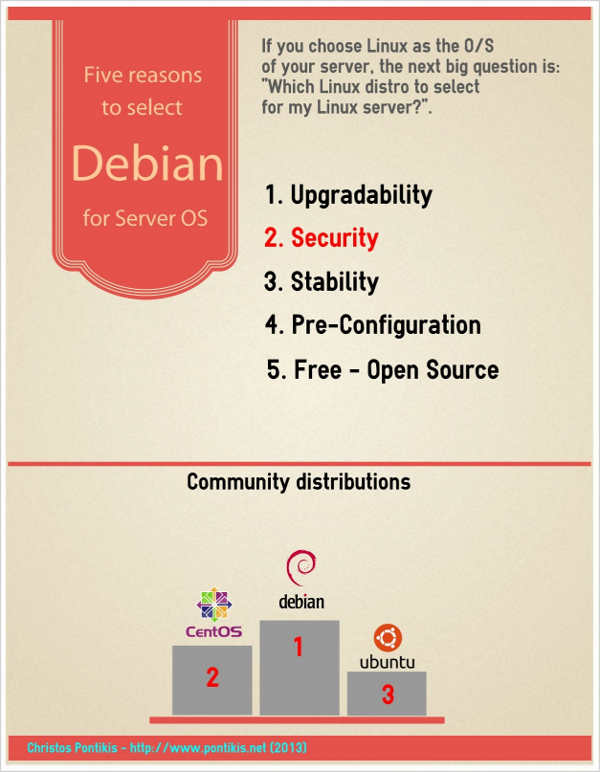 Five reasons
to select
Debian
for Server OS
If you choose Linux as the O/S
of your server, the next big question is:
"Which Linux distro to select
for my Linux server?".
1. Upgradability
2. Security
3. Stability
4. Pre-Configuration
5. Free - Open Source
Community distributions
debian
CentOS
ubuntu
1
2
3
Christos Pontikis - http://www.pontikis.net (2013)